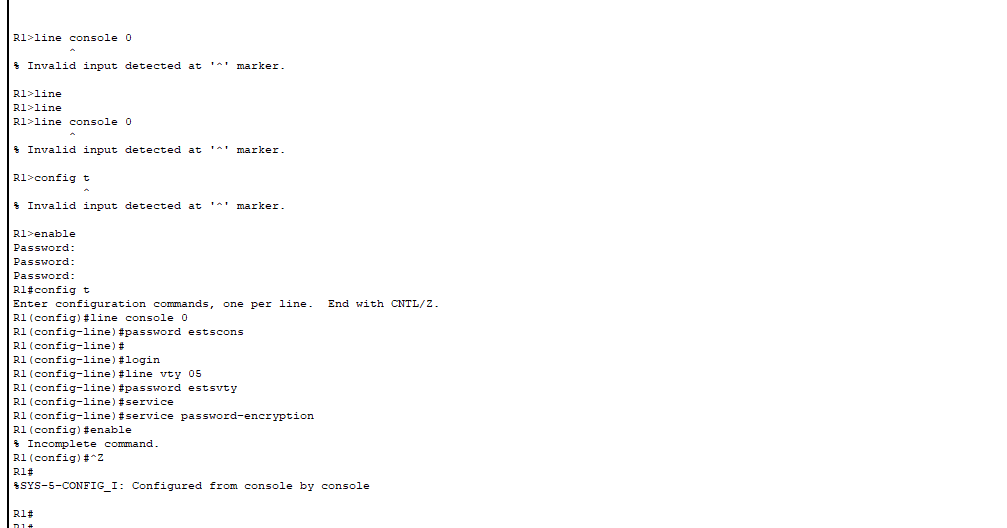 R1>line console 0
^
% Invalid input detected at '^' marker.
R1>line
R1>line
R1>line console 0
^
% Invalid input detected at '^' marker.
R1>config t
^
% Invalid input detected at '^' marker.
R1>enable
Password:
Password:
Password:
R1#config t
Enter configuration commands, one per line.  End with CNTL/Z.
R1(config)#line console 0
R1(config-line)#password estscons
R1(config-line)#
R1(config-line)#login
R1(config-line)#line vty 05
R1(config-line)#password estsvty
R1(config-line)#service
R1(config-line)#service password-encryption
R1(config)#enable
% Incomplete command.
R1(config)#^Z
R1#
%SYS-5-CONFIG_I: Configured from console by console
R1#
R1#